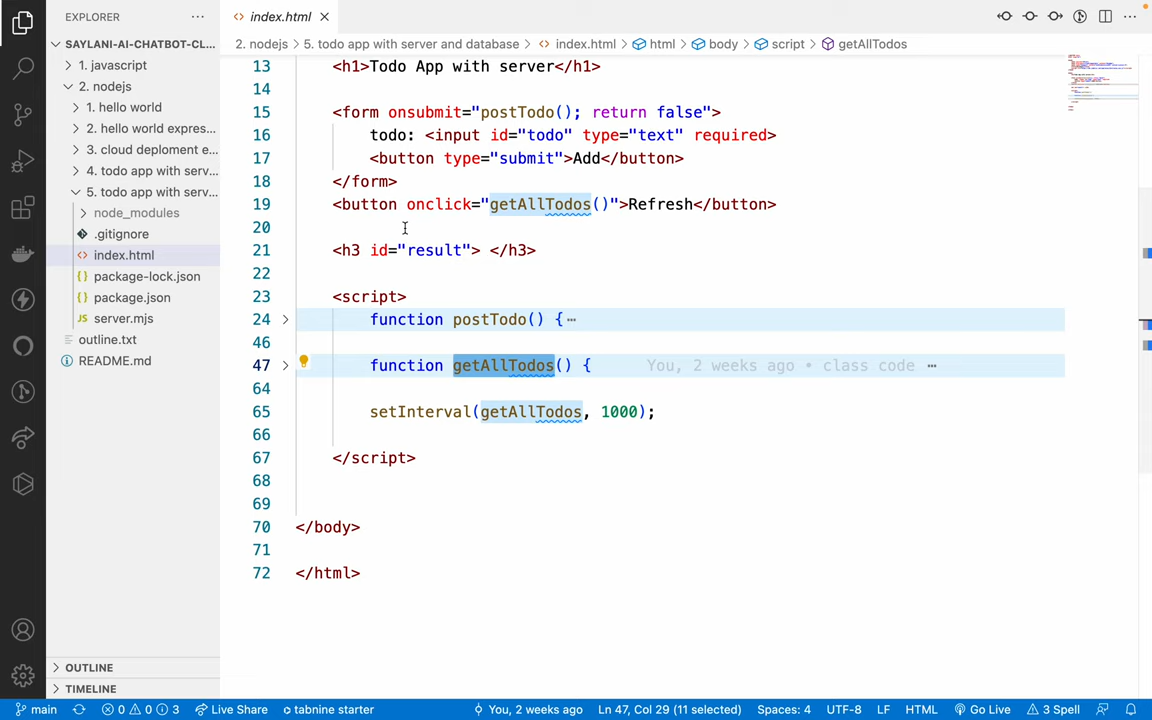 EXPLORER
index.html
SAYLANI-AI-CHATBOT-CL...
2. nodejs › 5. todo app with server and database › index.html › html › body › script › getAllTodos
1. javascript
2. nodejs
1. hello world
2. hello world expres...
3. cloud deploment e...
4. todo app with serv...
5. todo app with serv...
node_modules
.gitignore
index.html
package-lock.json
package.json
JS server.mjs
outline.txt
README.md
OUTLINE
TIMELINE
13 <h1>Todo App with server</h1>
14
15 <form onsubmit="postTodo(); return false">
16 todo: <input id="todo" type="text" required>
17 <button type="submit">Add</button>
18 </form>
19 <button onclick="getAllTodos()">Refresh</button>
20
21 <h3 id="result"> </h3>
22
23 <script>
24 function postTodo() {…
46
47 function getAllTodos() { You, 2 weeks ago • class code …
64
65 setInterval(getAllTodos, 1000);
66
67 </script>
68
69
70 </body>
71
72 </html>
main 0 0 3 Live Share tabnine starter You, 2 weeks ago Ln 47, Col 29 (11 selected) Spaces: 4 UTF-8 LF HTML Go Live 3 Spell